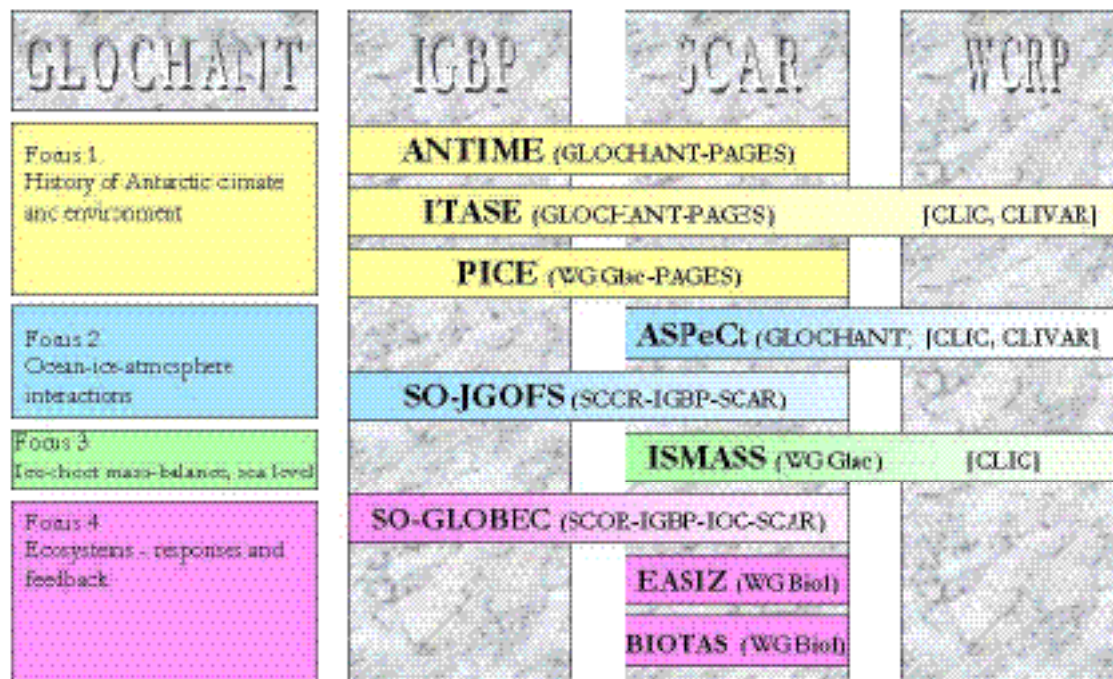 GLOCHANT IGBP SCAR WCRP
Focus 1.
History of Antarctic climate
and environment
ANTIME (GLOCHANT-PAGES)
ITASE (GLOCHANT-PAGES) [CLIC, CLIVAR]
PICE (WG Glac-PAGES)
Focus 2.
Ocean-ice-atmosphere
interactions
ASPeCt (GLOCHANT) [CLIC, CLIVAR]
SO-JGOFS (SCOR-IGBP-SCAR)
Focus 3
Ice-sheet mass-balance, sea level
ISMASS (WG Glac) [CLIC]
Focus 4
Ecosystems - responses and
feedback
SO-GLOBEC (SCOR-IGBP-IOC-SCAR)
EASIZ (WG Biol)
BIOTAS (WG Biol)